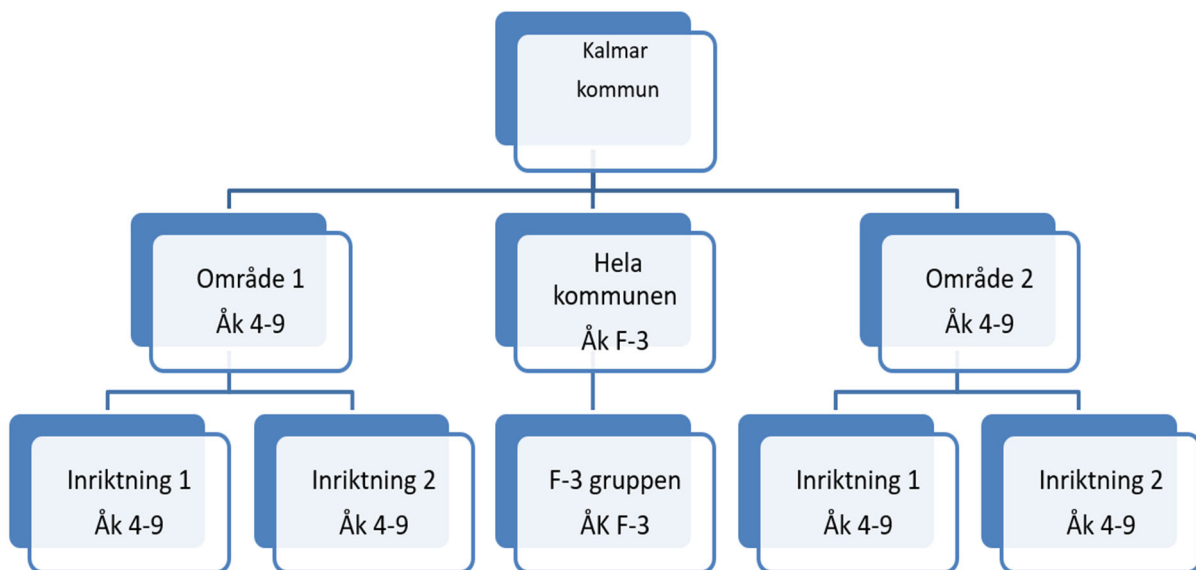 Kalmar
kommun
Område 1
Åk 4-9
Hela
kommunen
Åk F-3
Område 2
Åk 4-9
Inriktning 1
Åk 4-9
Inriktning 2
Åk 4-9
F-3 gruppen
ÅK F-3
Inriktning 1
Åk 4-9
Inriktning 2
Åk 4-9